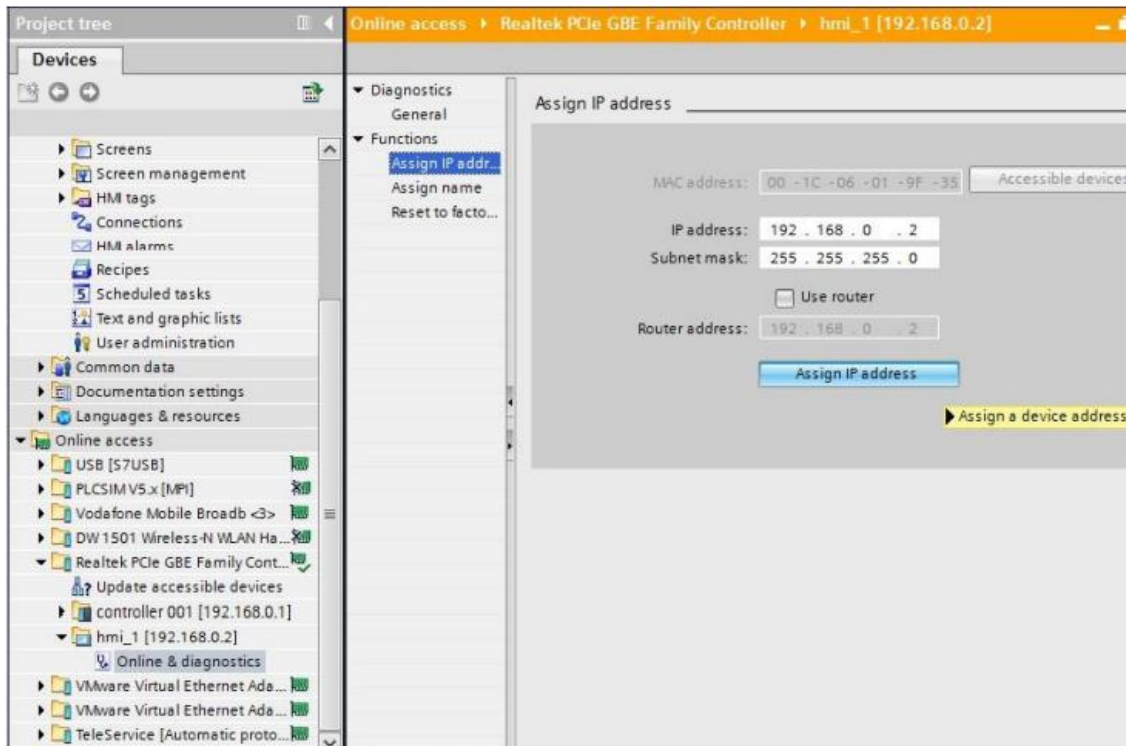 Project tree
Devices
Screens
Screen management
HMI tags
Connections
HMI alarms
Recipes
5 Scheduled tasks
Text and graphic lists
User administration
Common data
Documentation settings
Languages & resources
Online access
USB [S7USB]
PLCSIM V5.x [MPI]
Vodafone Mobile Broadb <3>
DW 1501 Wireless-N WLAN Ha...
Realtek PCIe GBE Family Cont...
Update accessible devices
controller 001 [192.168.0.1]
hmi_1 [192.168.0.2]
Online & diagnostics
VMware Virtual Ethernet Ada...
VMware Virtual Ethernet Ada...
TeleService [Automatic proto...
Online access Realtek PCIe GBE Family Controller hmi_1 [192.168.0.2]
Diagnostics
General
Functions
Assign IP addr...
Assign name
Reset to facto...
Assign IP address
MAC address: 00 -1C -06 -01 -9F -35 Accessible devices
IP address: 192 . 168 . 0 . 2
Subnet mask: 255 . 255 . 255 . 0
Use router
Router address: 192 . 168 . 0 . 2
Assign IP address
Assign a device address